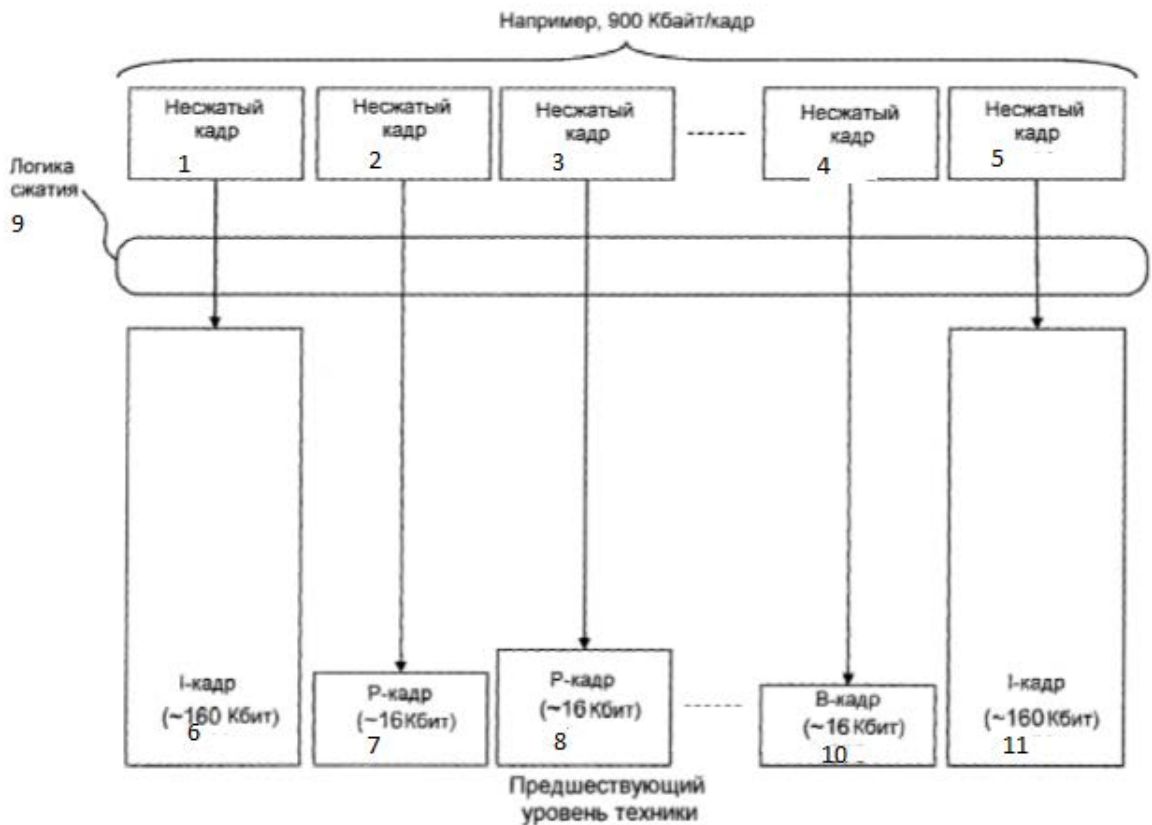 Например, 900 Кбайт/кадр
Несжатый
кадр
1
Несжатый
кадр
2
Несжатый
кадр
3
Несжатый
кадр
4
Несжатый
кадр
5
Логика
сжатия
9
I-кадр
(~160 Кбит)
6
P-кадр
(~16Кбит)
7
P-кадр
(~16Кбит)
8
B-кадр
(~16 Кбит)
10
I-кадр
(~160Кбит)
11
Предшествующий
уровень техники